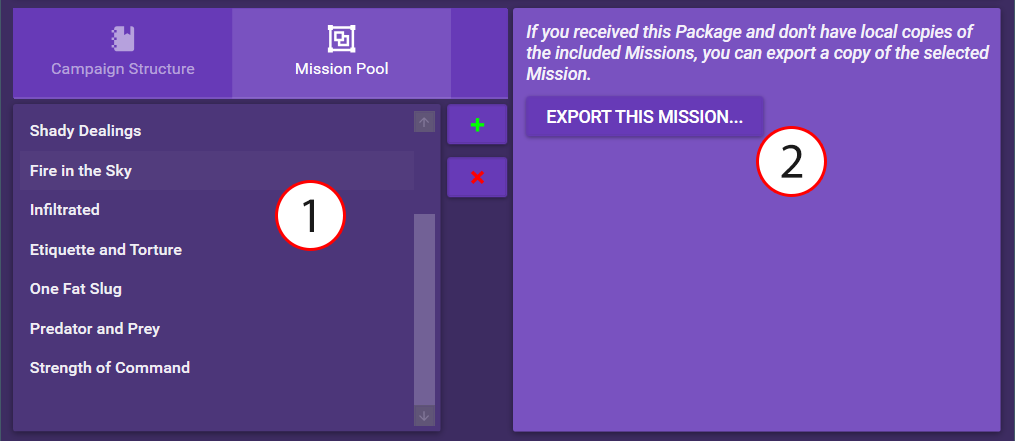 Campaign Structure
Mission Pool
Shady Dealings
Fire in the Sky
Infiltrated
Etiquette and Torture
One Fat Slug
Predator and Prey
Strength of Command
1
If you received this Package and don't have local copies of
the included Missions, you can export a copy of the selected
Mission.
EXPORT THIS MISSION...
2